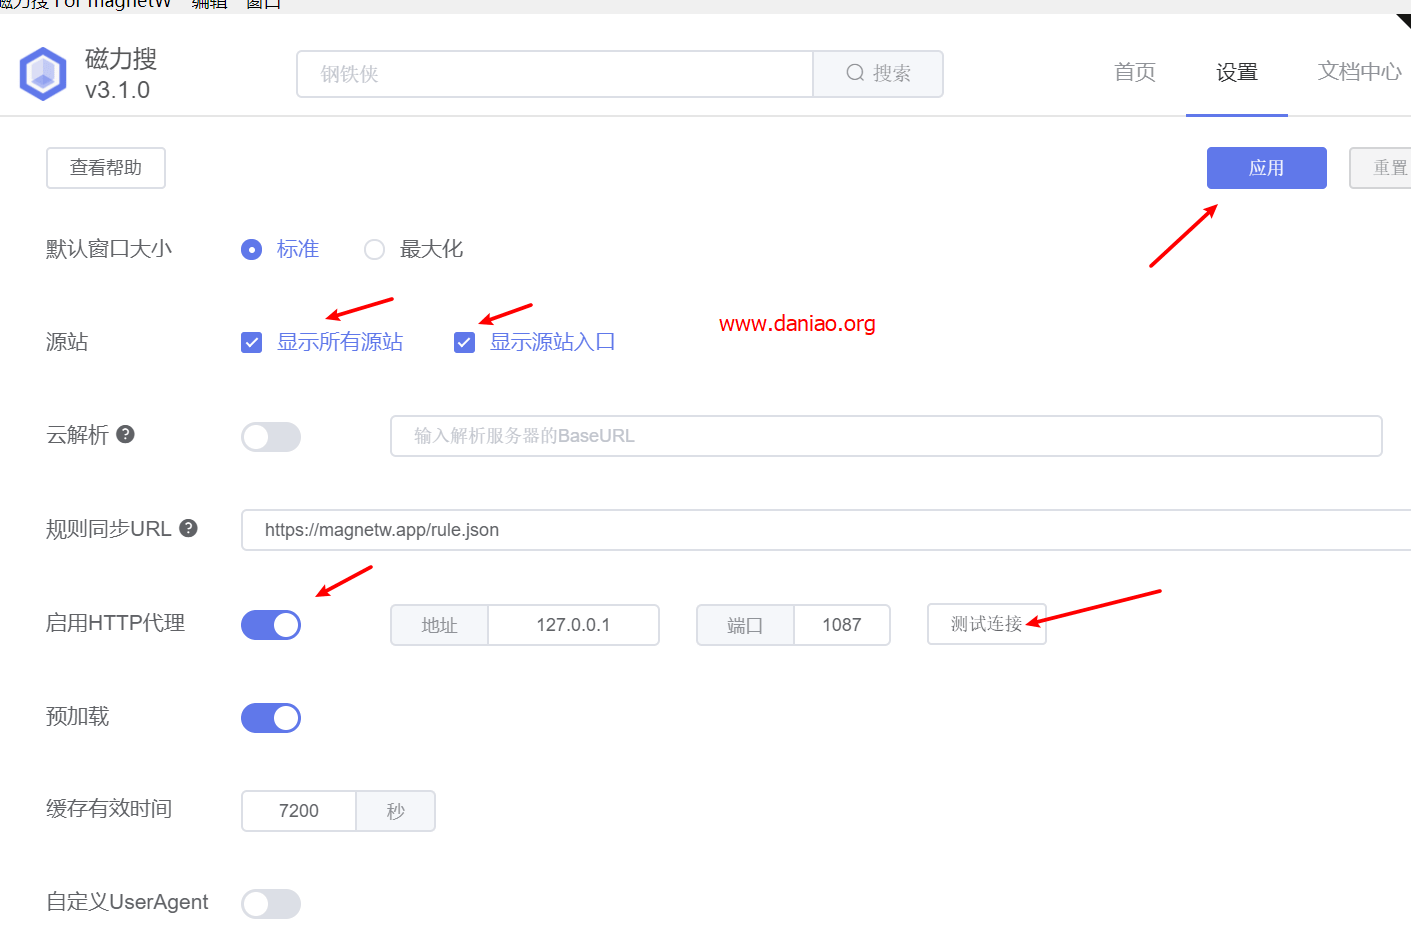 磁力搜 For magnetW 编辑 窗口
磁力搜
v3.1.0
钢铁侠
搜索
首页
设置
文档中心
查看帮助
应用
重置
默认窗口大小
标准
最大化
源站
显示所有源站
显示源站入口
www.daniao.org
云解析
输入解析服务器的BaseURL
规则同步URL
https://magnetw.app/rule.json
启用HTTP代理
地址
127.0.0.1
端口
1087
测试连接
预加载
缓存有效时间
7200
秒
自定义UserAgent